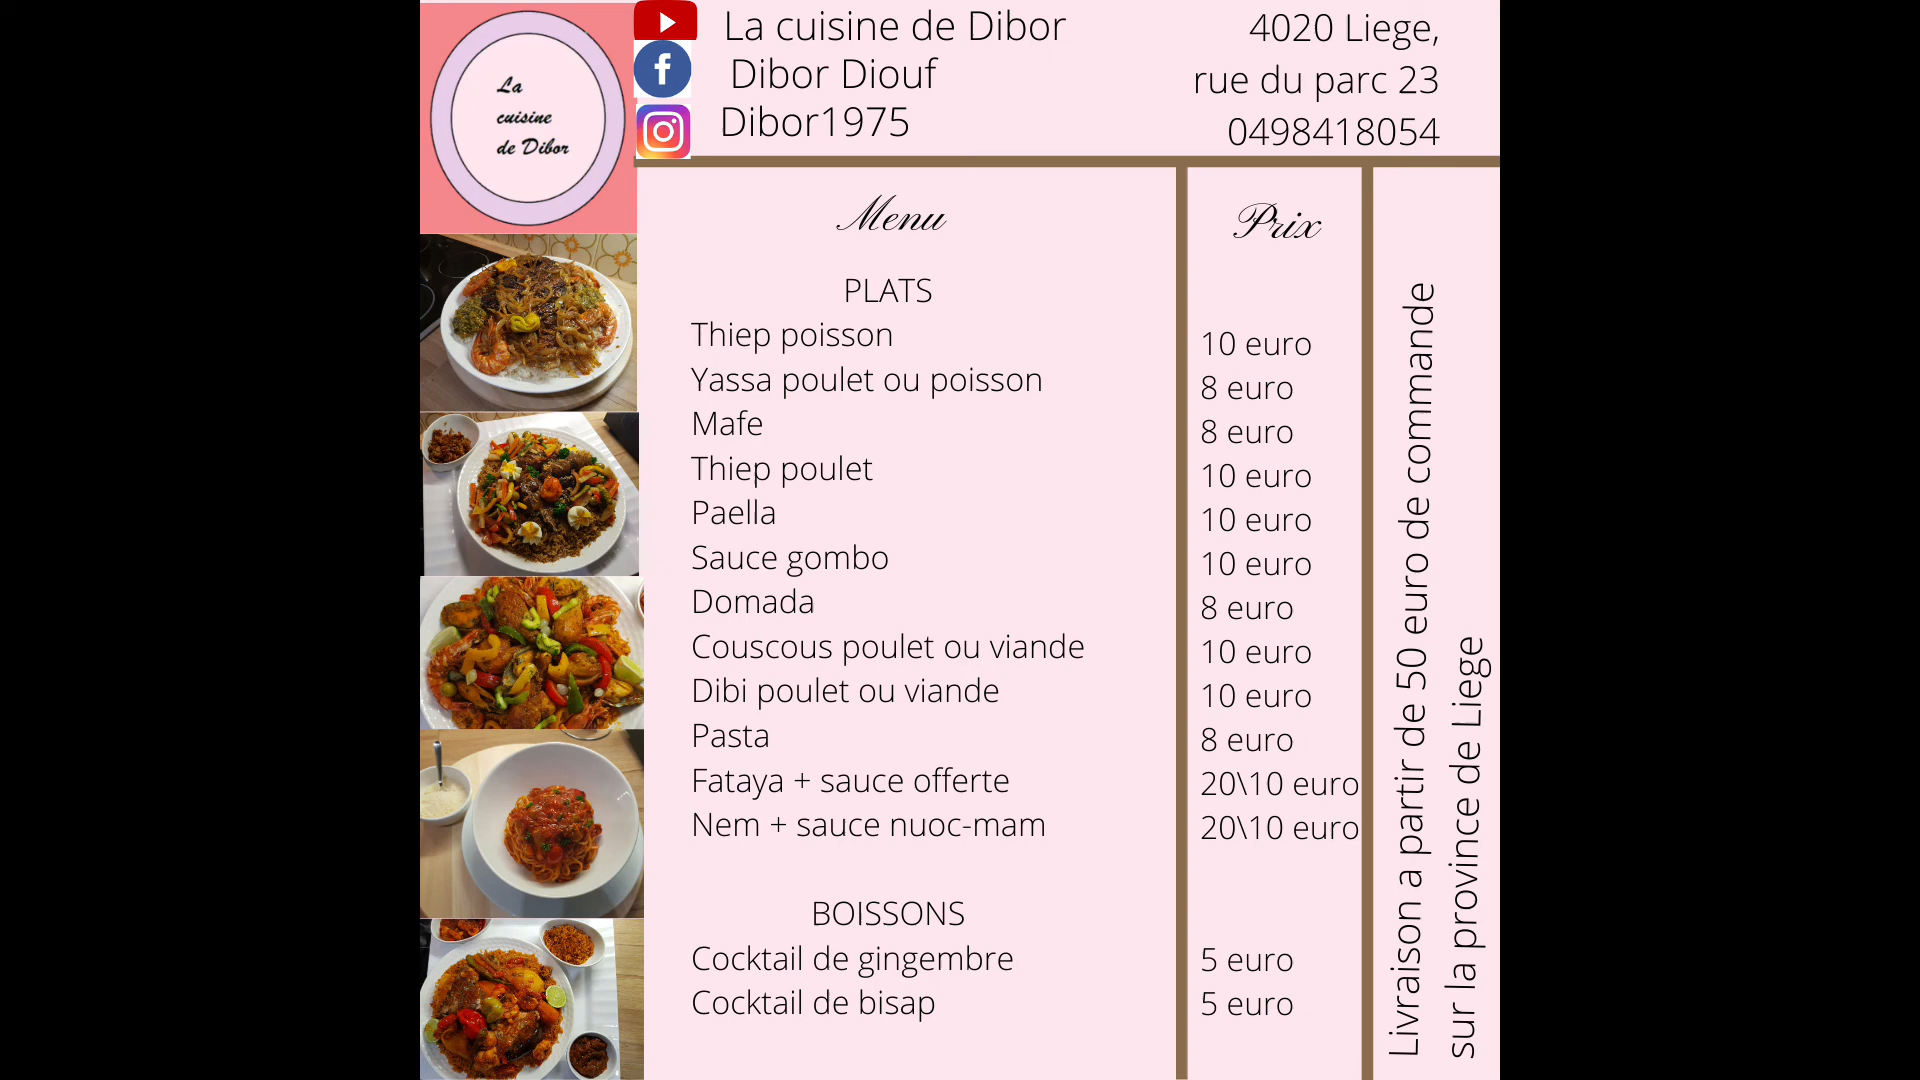 La
cuisine
de Dibor
La cuisine de Dibor
Dibor Diouf
Dibor1975
4020 Liege,
rue du parc 23
0498418054
Menu
Prix
PLATS
Thiep poisson
10 euro
Yassa poulet ou poisson
8 euro
Mafe
8 euro
Thiep poulet
10 euro
Paella
10 euro
Sauce gombo
10 euro
Domada
8 euro
Couscous poulet ou viande
10 euro
Dibi poulet ou viande
10 euro
Pasta
8 euro
Fataya + sauce offerte
20\10 euro
Nem + sauce nuoc-mam
20\10 euro
BOISSONS
Cocktail de gingembre
5 euro
Cocktail de bisap
5 euro
Livraison a partir de 50 euro de commande
sur la province de Liege